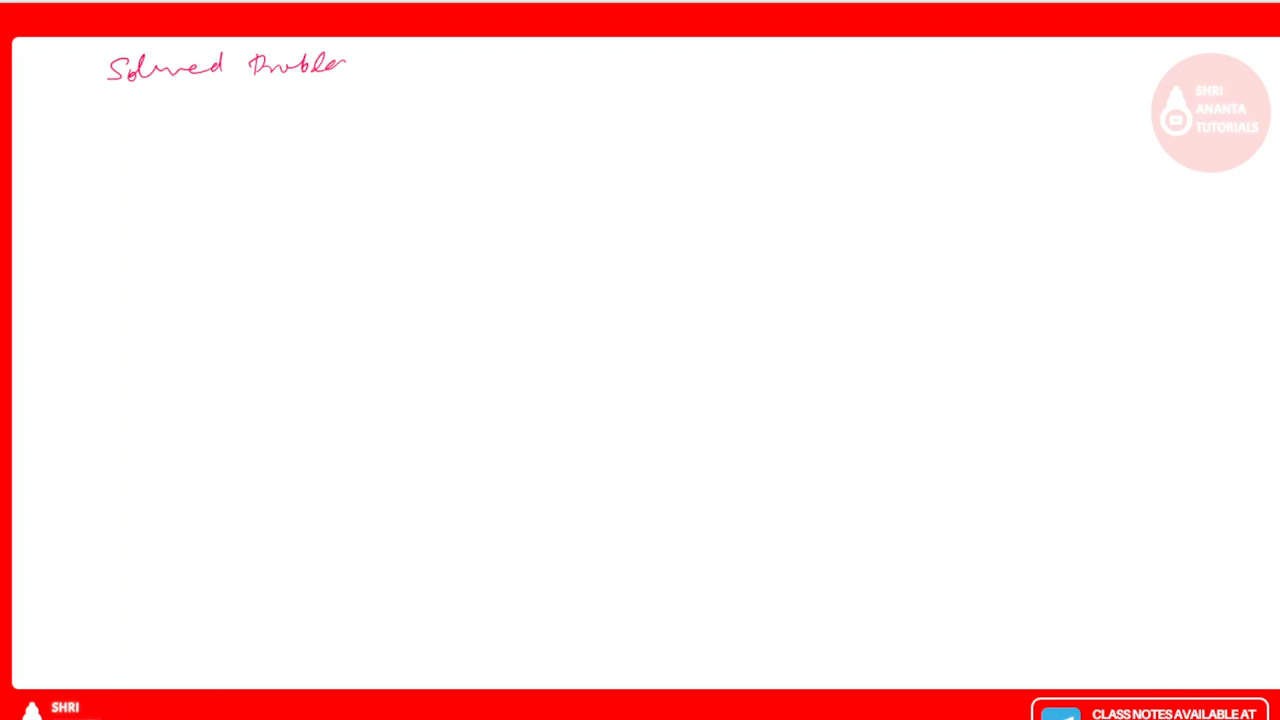 Solved Proble
SHRI
ANANTA
TUTORIALS
SHRI
CLASS NOTES AVAILABLE AT